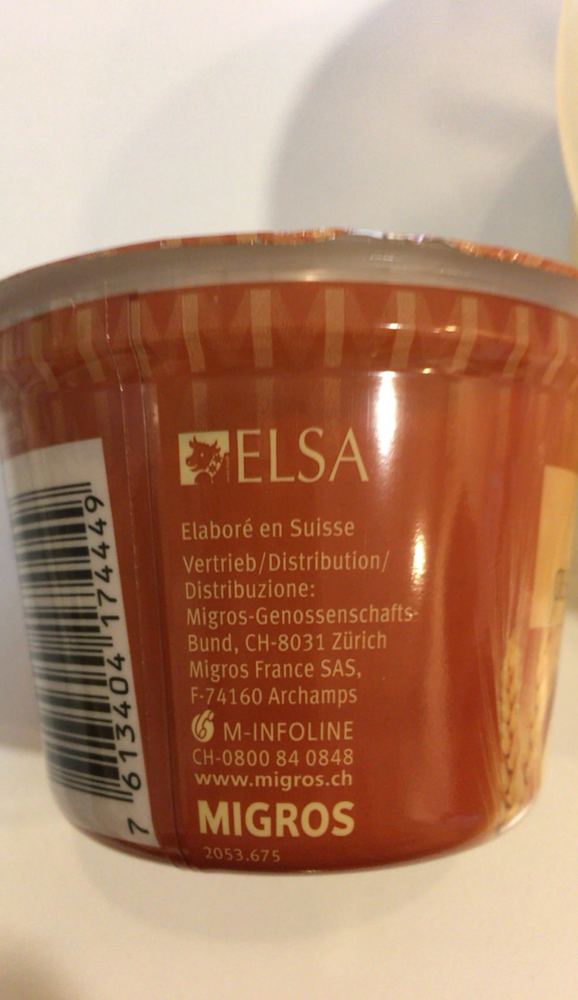 ELSA
Elaboré en Suisse
Vertrieb/Distribution/
Distribuzione:
Migros-Genossenschafts-
Bund, CH-8031 Zürich
Migros France SAS,
F-74160 Archamps
M-INFOLINE
CH-0800 84 0848
www.migros.ch
MIGROS
2053.675
7 613404 174449